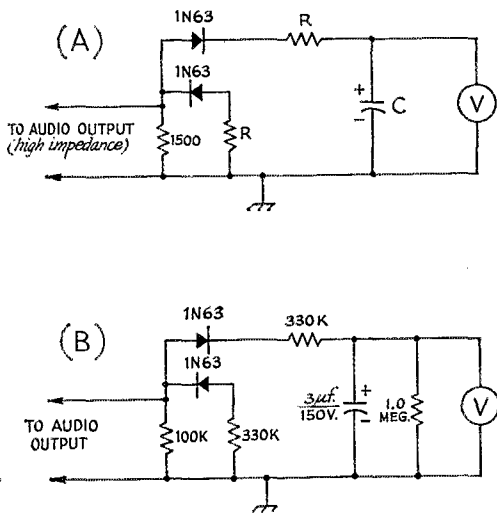 (A)
1N63
R
1N63
C
V
TO AUDIO OUTPUT
(high impedance)
1500
R
+
-
(B)
1N63
330K
1N63
TO AUDIO
OUTPUT
100K
330K
3µf.
150V.
+
-
1.0
MEG.
V